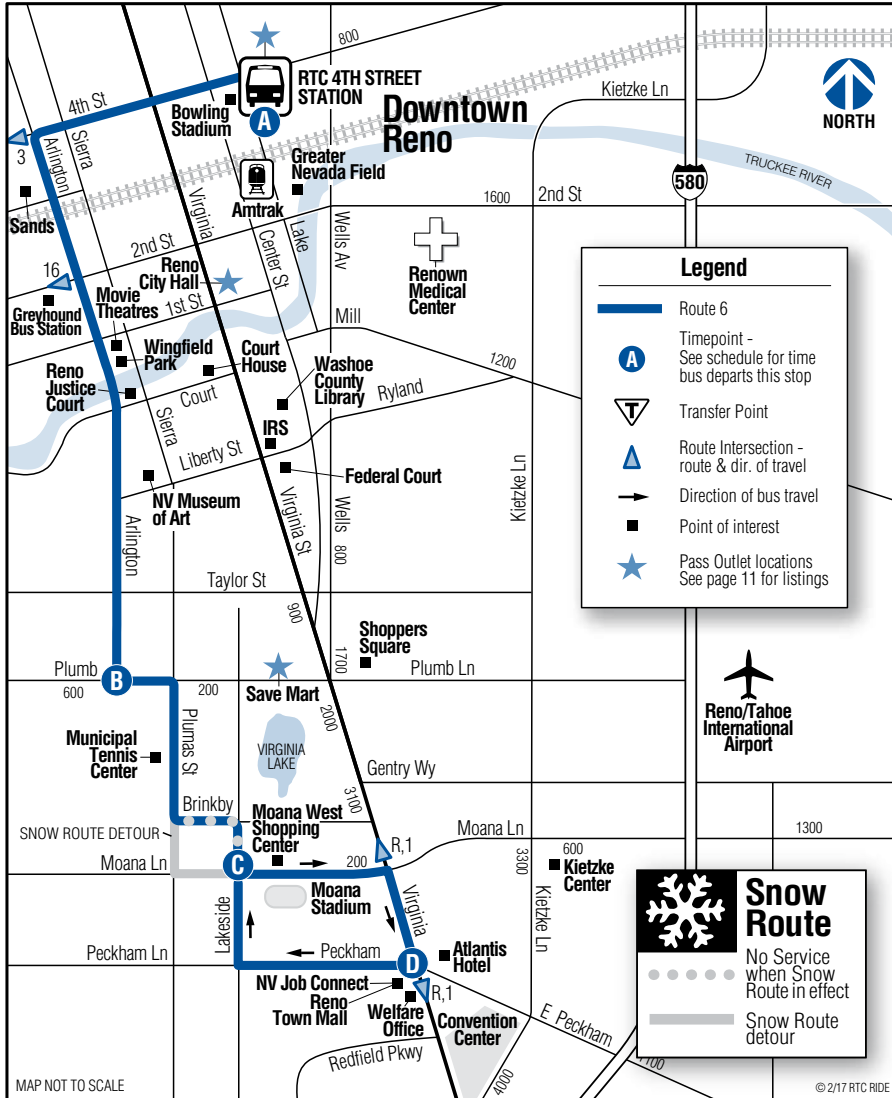 800
RTC 4TH STREET
STATION
4th St
Bowling
Stadium
A
Downtown
Reno
Kietzke Ln
NORTH
3
Arlington
Sierra
Virginia
Amtrak
Greater
Nevada Field
TRUCKEE RIVER
580
Sands
1600
2nd St
2nd St
Center St
Lake
Wells Av
Renown
Medical
Center
16
Reno
City Hall
Greyhound
Bus Station
Movie
Theatres
1st St
Mill
1200
Wingfield
Park
Court
House
Washoe
County
Library
Reno
Justice
Court
Court
Ryland
Sierra
Liberty St
IRS
Federal Court
NV Museum
of Art
Virginia St
Wells
800
Kietzke Ln
Arlington
Taylor St
900
Legend
Route 6
A
Timepoint -
See schedule for time
bus departs this stop
T
Transfer Point
Route Intersection -
route & dir. of travel
Direction of bus travel
Point of interest
Pass Outlet locations
See page 11 for listings
Shoppers
Square
1700
Plumb
B
600
200
Plumb Ln
Save Mart
2000
Reno/Tahoe
International
Airport
Municipal
Tennis
Center
Plumas St
VIRGINIA
LAKE
Gentry Wy
3100
Brinkby
Moana West
Shopping
Center
R,1
Moana Ln
1300
SNOW ROUTE DETOUR
Moana Ln
C
200
600
3300
Kietzke
Center
Moana
Stadium
Virginia
Kietzke Ln
Lakeside
Peckham Ln
Peckham
D
Atlantis
Hotel
NV Job Connect
Reno
Town Mall
R,1
Welfare
Office
Convention
Center
E Peckham
1100
Redfield Pkwy
4000
Snow
Route
No Service
when Snow
Route in effect
Snow Route
detour
MAP NOT TO SCALE
© 2/17 RTC RIDE